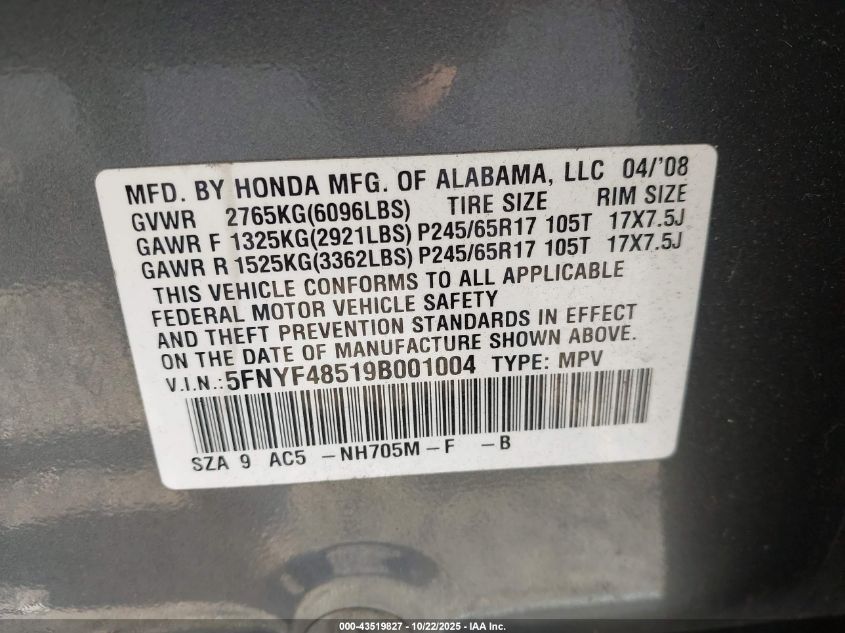 MFD. BY HONDA MFG. OF ALABAMA, LLC 04/'08
GVWR 2765KG(6096LBS) TIRE SIZE RIM SIZE
GAWR F 1325KG(2921LBS) P245/65R17 105T 17X7.5J
GAWR R 1525KG(3362LBS) P245/65R17 105T 17X7.5J
THIS VEHICLE CONFORMS TO ALL APPLICABLE
FEDERAL MOTOR VEHICLE SAFETY
AND THEFT PREVENTION STANDARDS IN EFFECT
ON THE DATE OF MANUFACTURE SHOWN ABOVE.
V.I.N.: 5FNYF48519B001004 TYPE: MPV
SZA 9 AC5 -NH705M-F -B
000-43519827 - 10/22/2025 - IAA Inc.